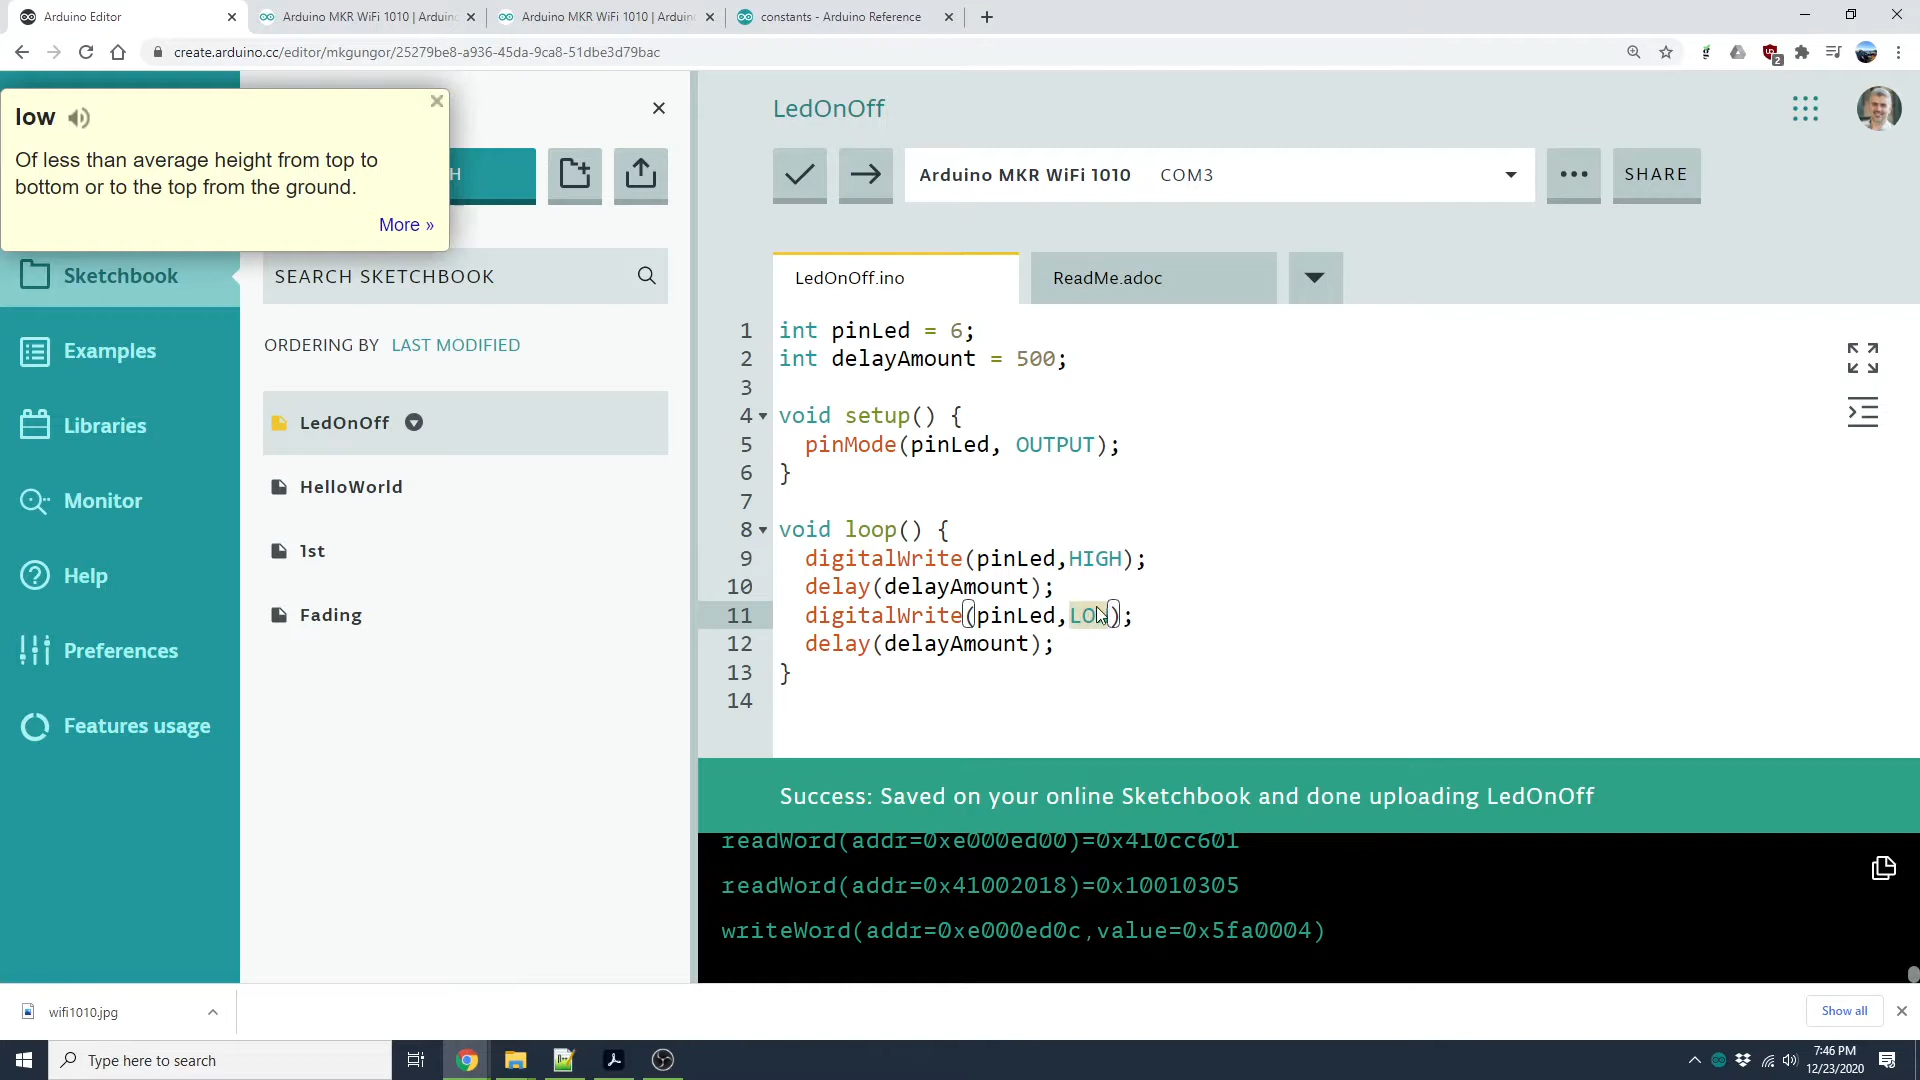 Arduino Editor
Arduino MKR WiFi 1010 | Arduin
Arduino MKR WiFi 1010 | Arduin
constants - Arduino Reference
create.arduino.cc/editor/mkgungor/25279be8-a936-45da-9ca8-51dbe3d79bac
2
low
Of less than average height from top to
bottom or to the top from the ground.
More »
H
LedOnOff
Arduino MKR WiFi 1010 COM3
SHARE
Sketchbook
Examples
Libraries
Monitor
Help
Preferences
Features usage
SEARCH SKETCHBOOK
ORDERING BY LAST MODIFIED
LedOnOff
HelloWorld
1st
Fading
LedOnOff.ino
ReadMe.adoc
1 int pinLed = 6;
2 int delayAmount = 500;
3
4 void setup() {
5 pinMode(pinLed, OUTPUT);
6 }
7
8 void loop() {
9 digitalWrite(pinLed,HIGH);
10 delay(delayAmount);
11 digitalWrite(pinLed,LOW);
12 delay(delayAmount);
13 }
14
Success: Saved on your online Sketchbook and done uploading LedOnOff
readWord(addr=0xe000ed00)=0x410cc601
readWord(addr=0x41002018)=0x10010305
writeWord(addr=0xe000ed0c,value=0x5fa0004)
wifi1010.jpg
Show all
Type here to search
7:46 PM
12/23/2020